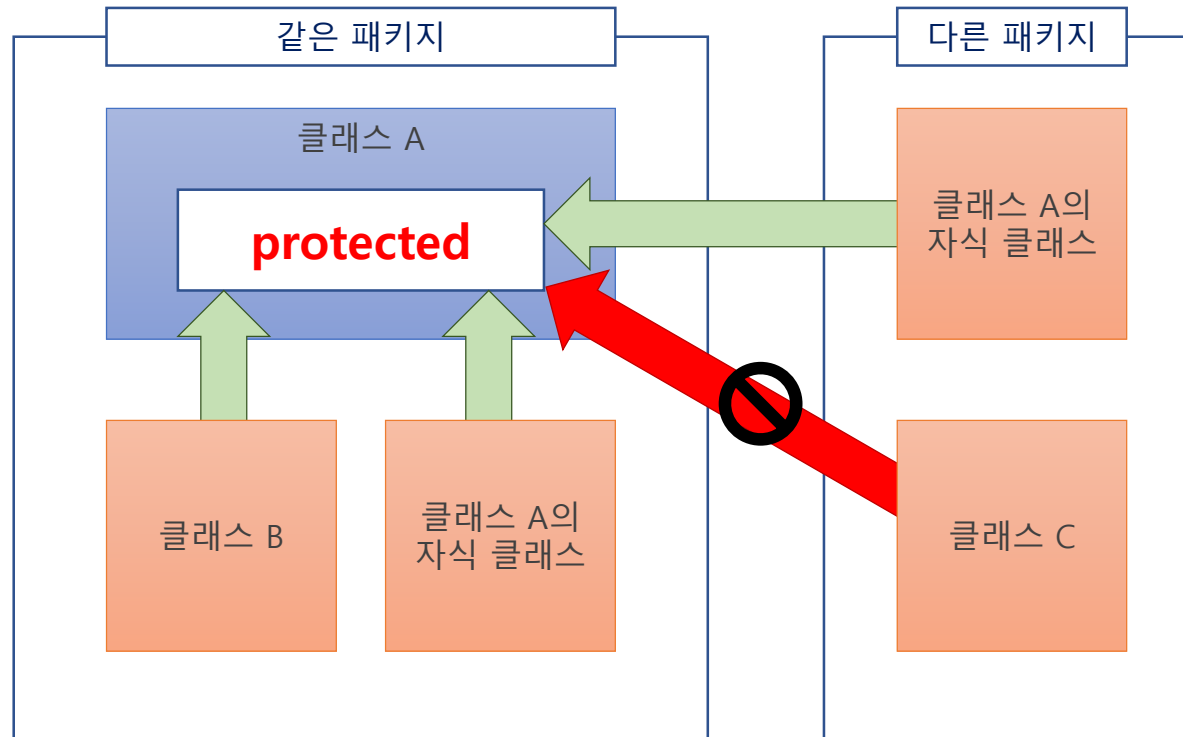 같은 패키지
다른 패키지
클래스 A
protected
클래스 A의
자식 클래스
클래스 B
클래스 A의
자식 클래스
클래스 C